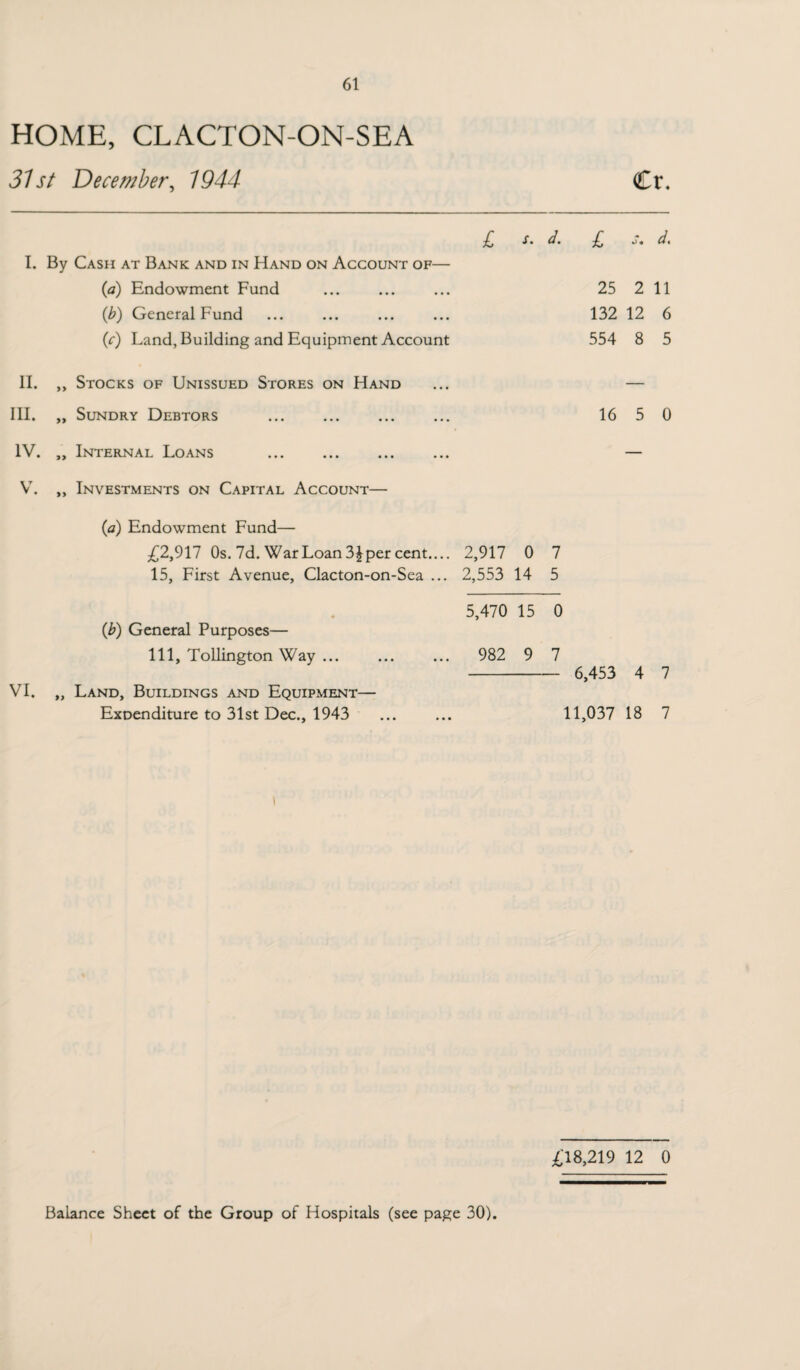 61
HOME, CLACTON-ON-SEA
31st December, 1944 Cr.
£ s. d. £ s. d.
I. By Cash at Bank and in Hand on Account of—
(a) Endowment Fund ... ... ... 25 2 11
(b) General Fund ... ... ... ... 132 12 6
(c) Land, Building and Equipment Account 554 8 5
II. „ Stocks of Unissued Stores on Hand ... —
III. „ Sundry Debtors ... ... ... ... 16 5 0
IV. „ Internal Loans ... ... ... ... —
V. „ Investments on Capital Account—
(a) Endowment Fund—
£2,917 0s. 7d. War Loan 3½ per cent.... 2,917 0 7
15, First Avenue, Clacton-on-Sea ... 2,553 14 5
5,470 15 0
(b) General Purposes—
111, Tollington Way ... ... ... 982 9 7
6,453 4 7
VI. „ Land, Buildings and Equipment—
Expenditure to 31st Dec., 1943 ... ... 11,037 18 7
£18,219 12 0
Balance Sheet of the Group of Hospitals (see page 30).